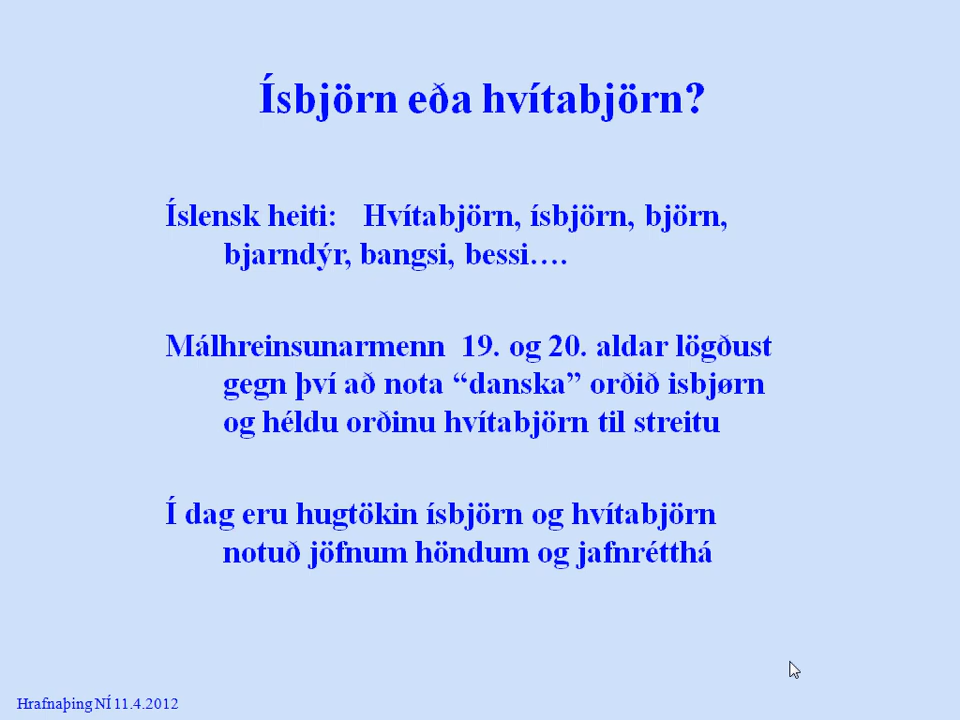 Ísbjörn eða hvítabjörn?
Íslensk heiti: Hvítabjörn, ísbjörn, björn,
bjarndýr, bangsi, bessi….
Málhreinsunarmenn 19. og 20. aldar lögðust
gegn því að nota “danska” orðið isbjørn
og héldu orðinu hvítabjörn til streitu
Í dag eru hugtökin ísbjörn og hvítabjörn
notuð jöfnum höndum og jafnrétthá
Hrafnaþing NÍ 11.4.2012